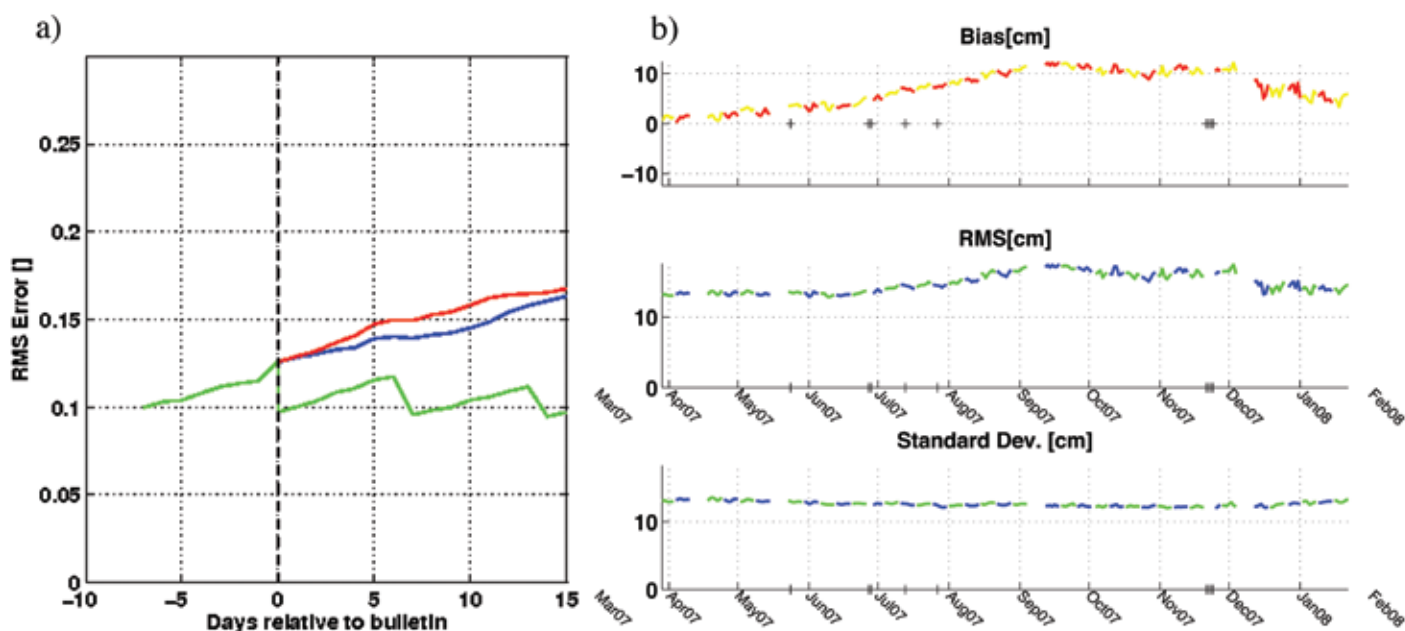 a)
0.25
0.2
0.15
0.1
0.05
0
RMS Error []
−10 −5 0 5 10 15
Days relative to bulletin
b)
Bias[cm]
10
0
−10
RMS[cm]
10
0
Mar07 Apr07 May07 Jun07 Jul07 Aug07 Sep07 Oct07 Nov07 Dec07 Jan08 Feb08
Standard Dev. [cm]
10
0
Mar07 Apr07 May07 Jun07 Jul07 Aug07 Sep07 Oct07 Nov07 Dec07 Jan08 Feb08